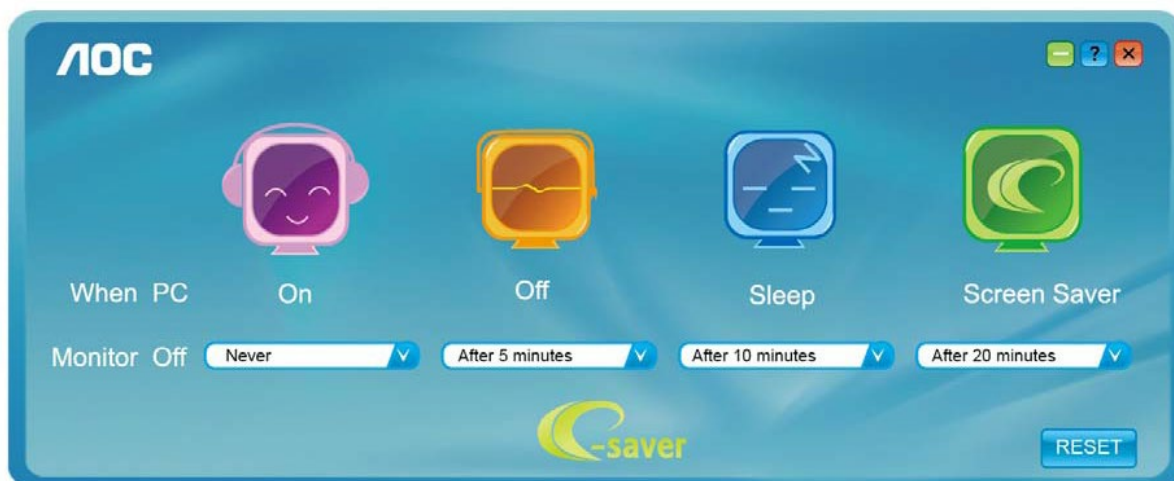 AOC
?
When PC On Off Sleep Screen Saver
Monitor Off Never After 5 minutes After 10 minutes After 20 minutes
e-saver
RESET